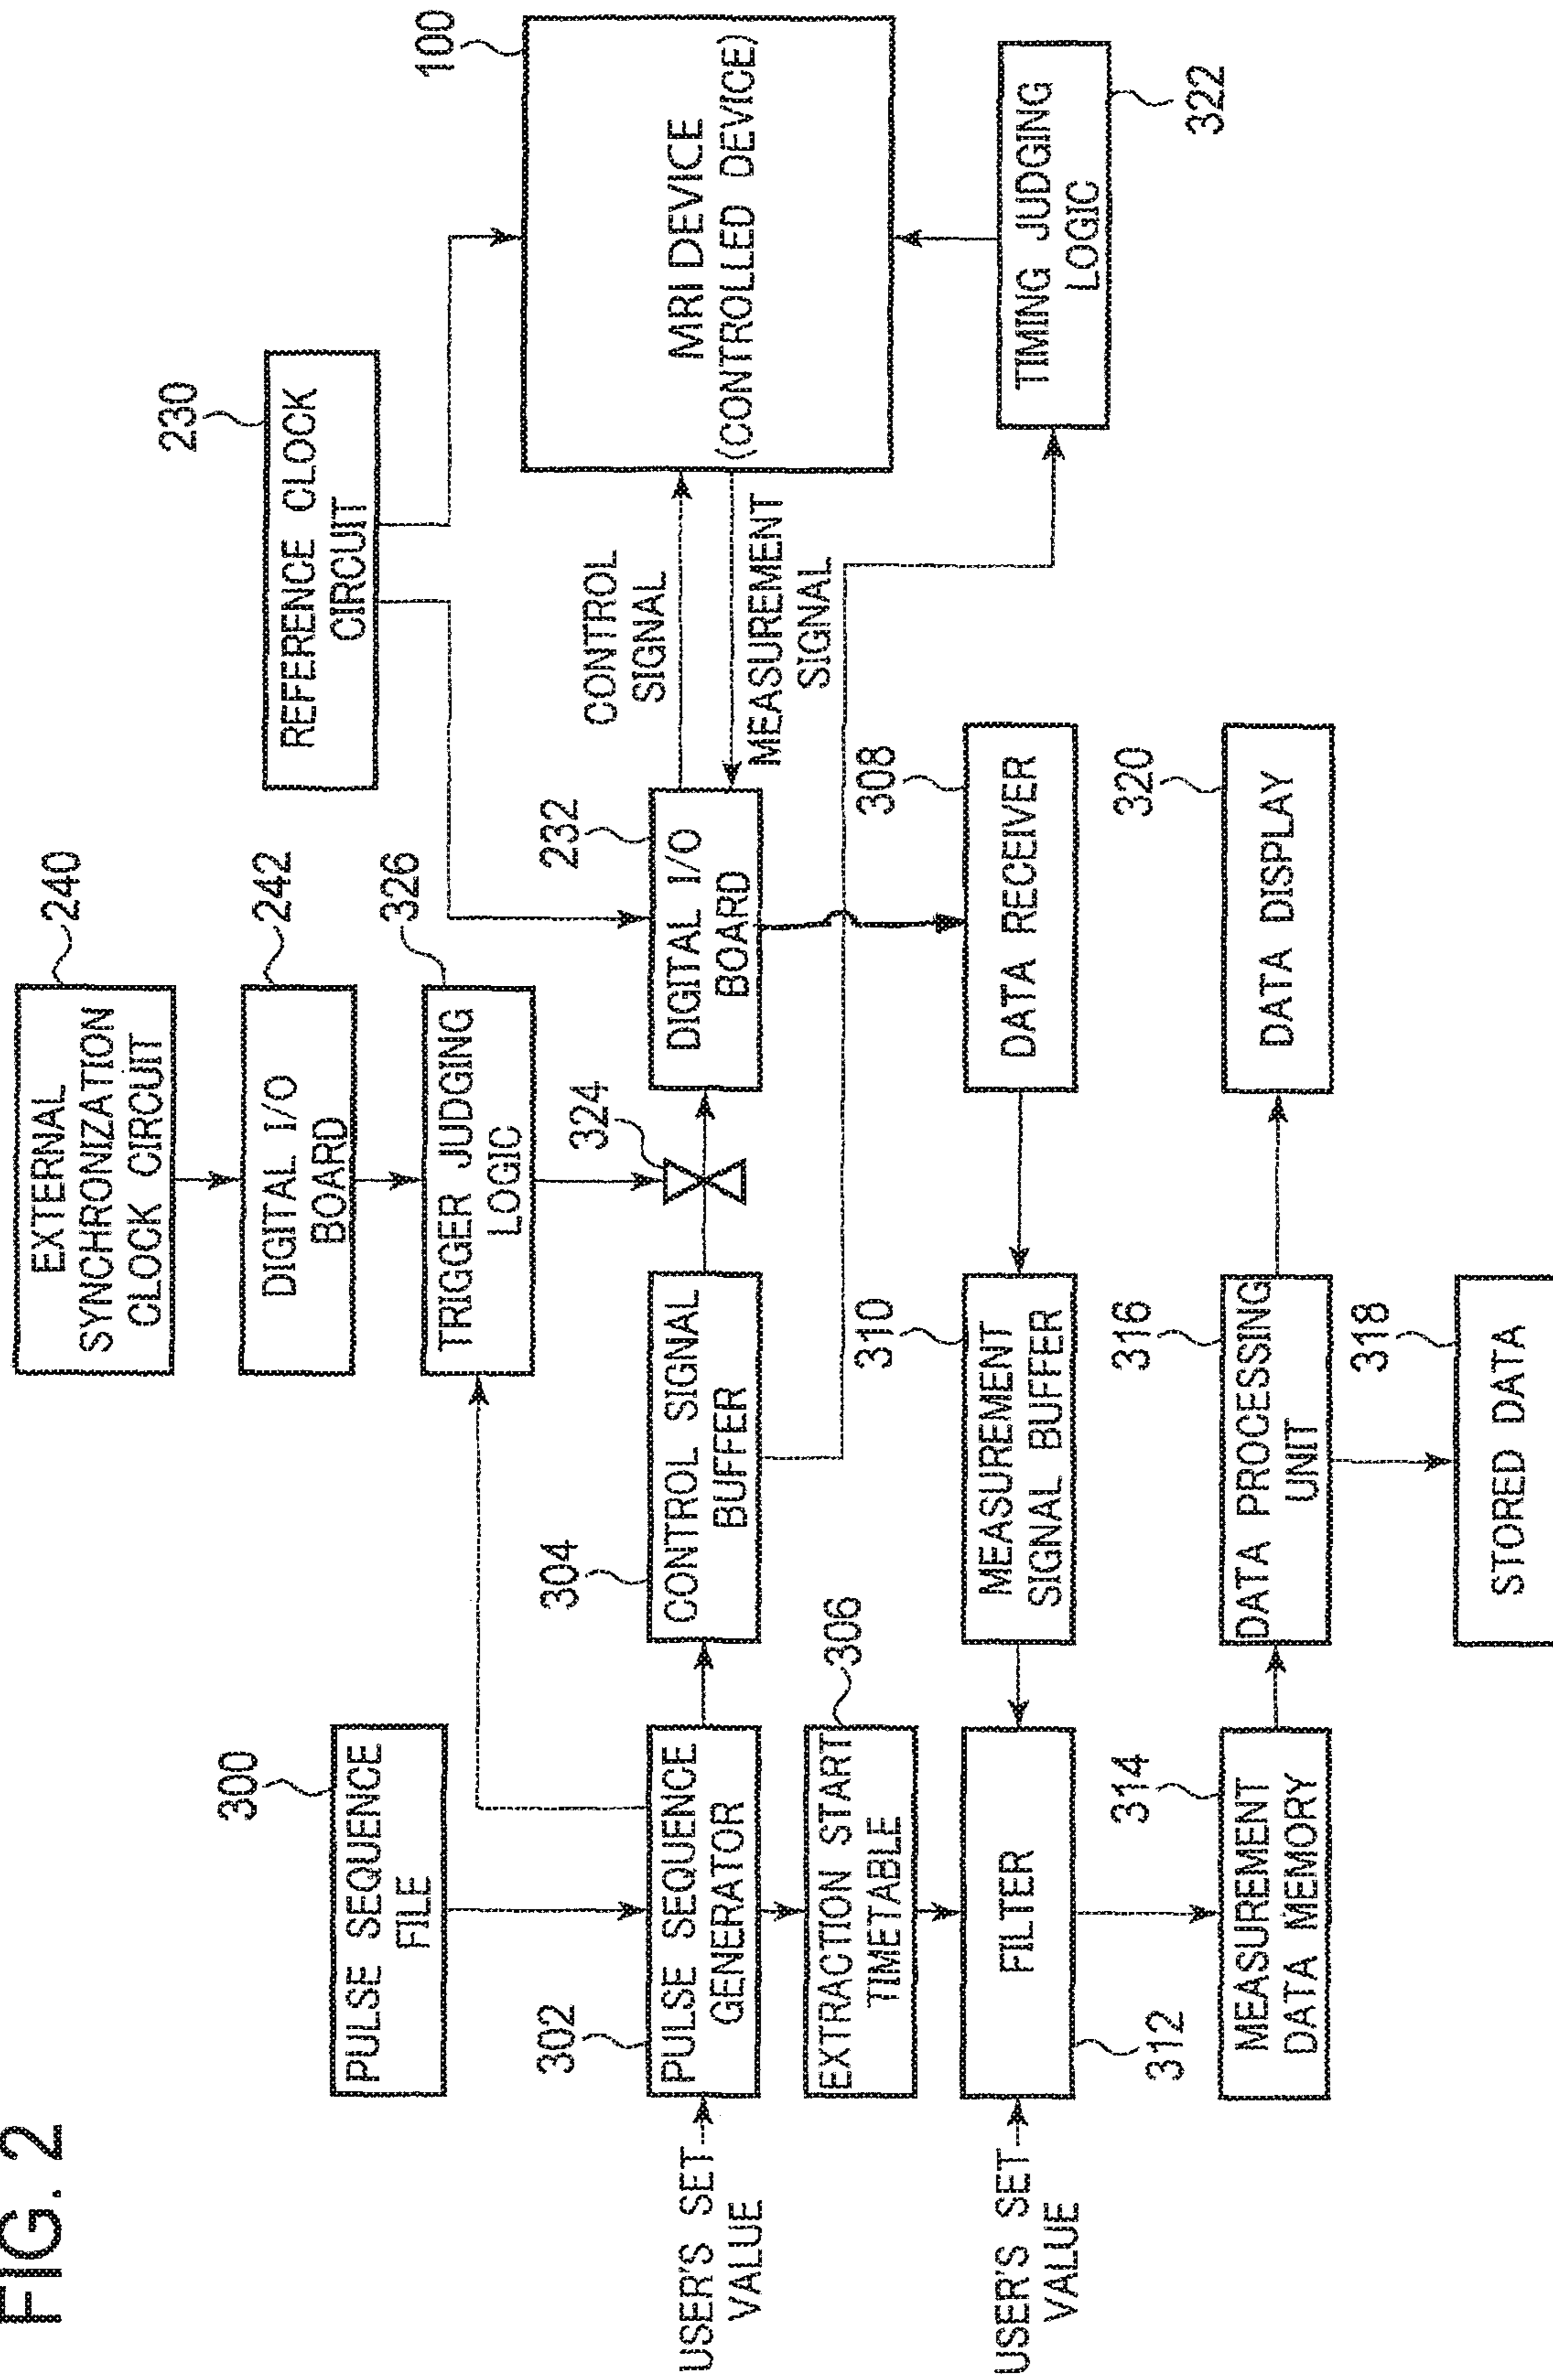 FIG. 2
EXTERNAL
SYNCHRONIZATION
CLOCK CIRCUIT
240
DIGITAL I/O
BOARD
242
REFERENCE CLOCK
CIRCUIT
230
PULSE SEQUENCE
FILE
300
TRIGGER JUDGING
LOGIC
326
USER'S SET
VALUE
PULSE SEQUENCE
GENERATOR
302
CONTROL SIGNAL
BUFFER
304
324
DIGITAL I/O
BOARD
232
CONTROL
SIGNAL
MEASUREMENT
SIGNAL
MRI DEVICE
(CONTROLLED DEVICE)
100
EXTRACTION START
TIMETABLE
306
USER'S SET
VALUE
FILTER
312
MEASUREMENT
SIGNAL BUFFER
310
DATA RECEIVER
308
TIMING JUDGING
LOGIC
322
MEASUREMENT
DATA MEMORY
314
DATA PROCESSING
UNIT
316
DATA DISPLAY
320
STORED DATA
318